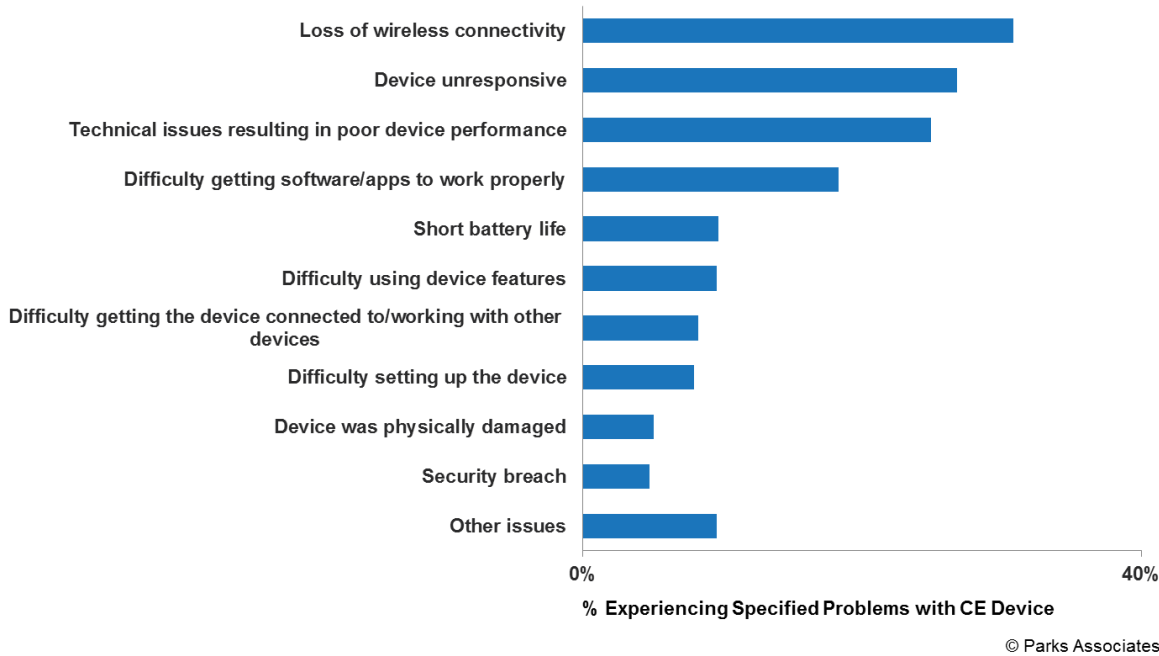 Loss of wireless connectivity
Device unresponsive
Technical issues resulting in poor device performance
Difficulty getting software/apps to work properly
Short battery life
Difficulty using device features
Difficulty getting the device connected to/working with other
devices
Difficulty setting up the device
Device was physically damaged
Security breach
Other issues
0% 40%
% Experiencing Specified Problems with CE Device
© Parks Associates